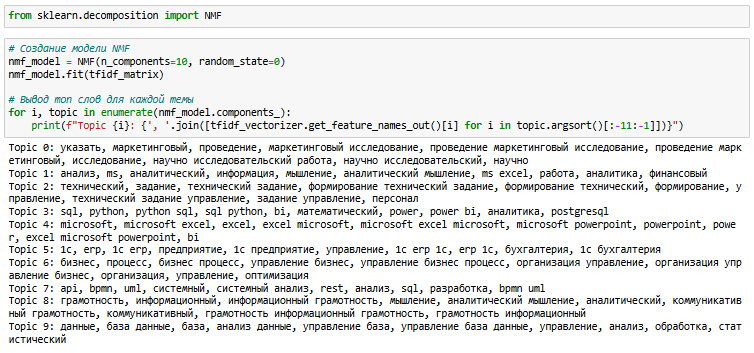 from sklearn.decomposition import NMF
# Создание модели NMF
nmf_model = NMF(n_components=10, random_state=0)
nmf_model.fit(tfidf_matrix)
# Вывод топ слов для каждой темы
for i, topic in enumerate(nmf_model.components_):
    print(f"Topic {i}: {', '.join([tfidf_vectorizer.get_feature_names_out()[i] for i in topic.argsort()[:-11:-1]])}")
Topic 0: указать, маркетинговый, проведение, маркетинговый исследование, проведение маркетинговый исследование, проведение марк
етинговый, исследование, научно исследовательский работа, научно исследовательский, научно
Topic 1: анализ, ms, аналитический, информация, мышление, аналитический мышление, ms excel, работа, аналитика, финансовый
Topic 2: технический, задание, технический задание, формирование технический задание, формирование технический, формирование, у
правление, технический задание управление, задание управление, персонал
Topic 3: sql, python, python sql, sql python, bi, математический, power, power bi, аналитика, postgresql
Topic 4: microsoft, microsoft excel, excel, excel microsoft, microsoft excel microsoft, microsoft powerpoint, powerpoint, powe
r, excel microsoft powerpoint, bi
Topic 5: 1c, erp, 1c erp, предприятие, 1c предприятие, управление, 1c erp 1c, erp 1c, бухгалтерия, 1c бухгалтерия
Topic 6: бизнес, процесс, бизнес процесс, управление бизнес, управление бизнес процесс, организация управление, организация упр
авление бизнес, организация, управление, оптимизация
Topic 7: api, bpmn, uml, системный, системный анализ, rest, анализ, sql, разработка, bpmn uml
Topic 8: грамотность, информационный, информационный грамотность, мышление, аналитический мышление, аналитический, коммуникатив
ный грамотность, коммуникативный, грамотность информационный грамотность, грамотность информационный
Topic 9: данные, база данные, база, анализ данные, управление база, управление база данные, управление, анализ, обработка, стат
истический